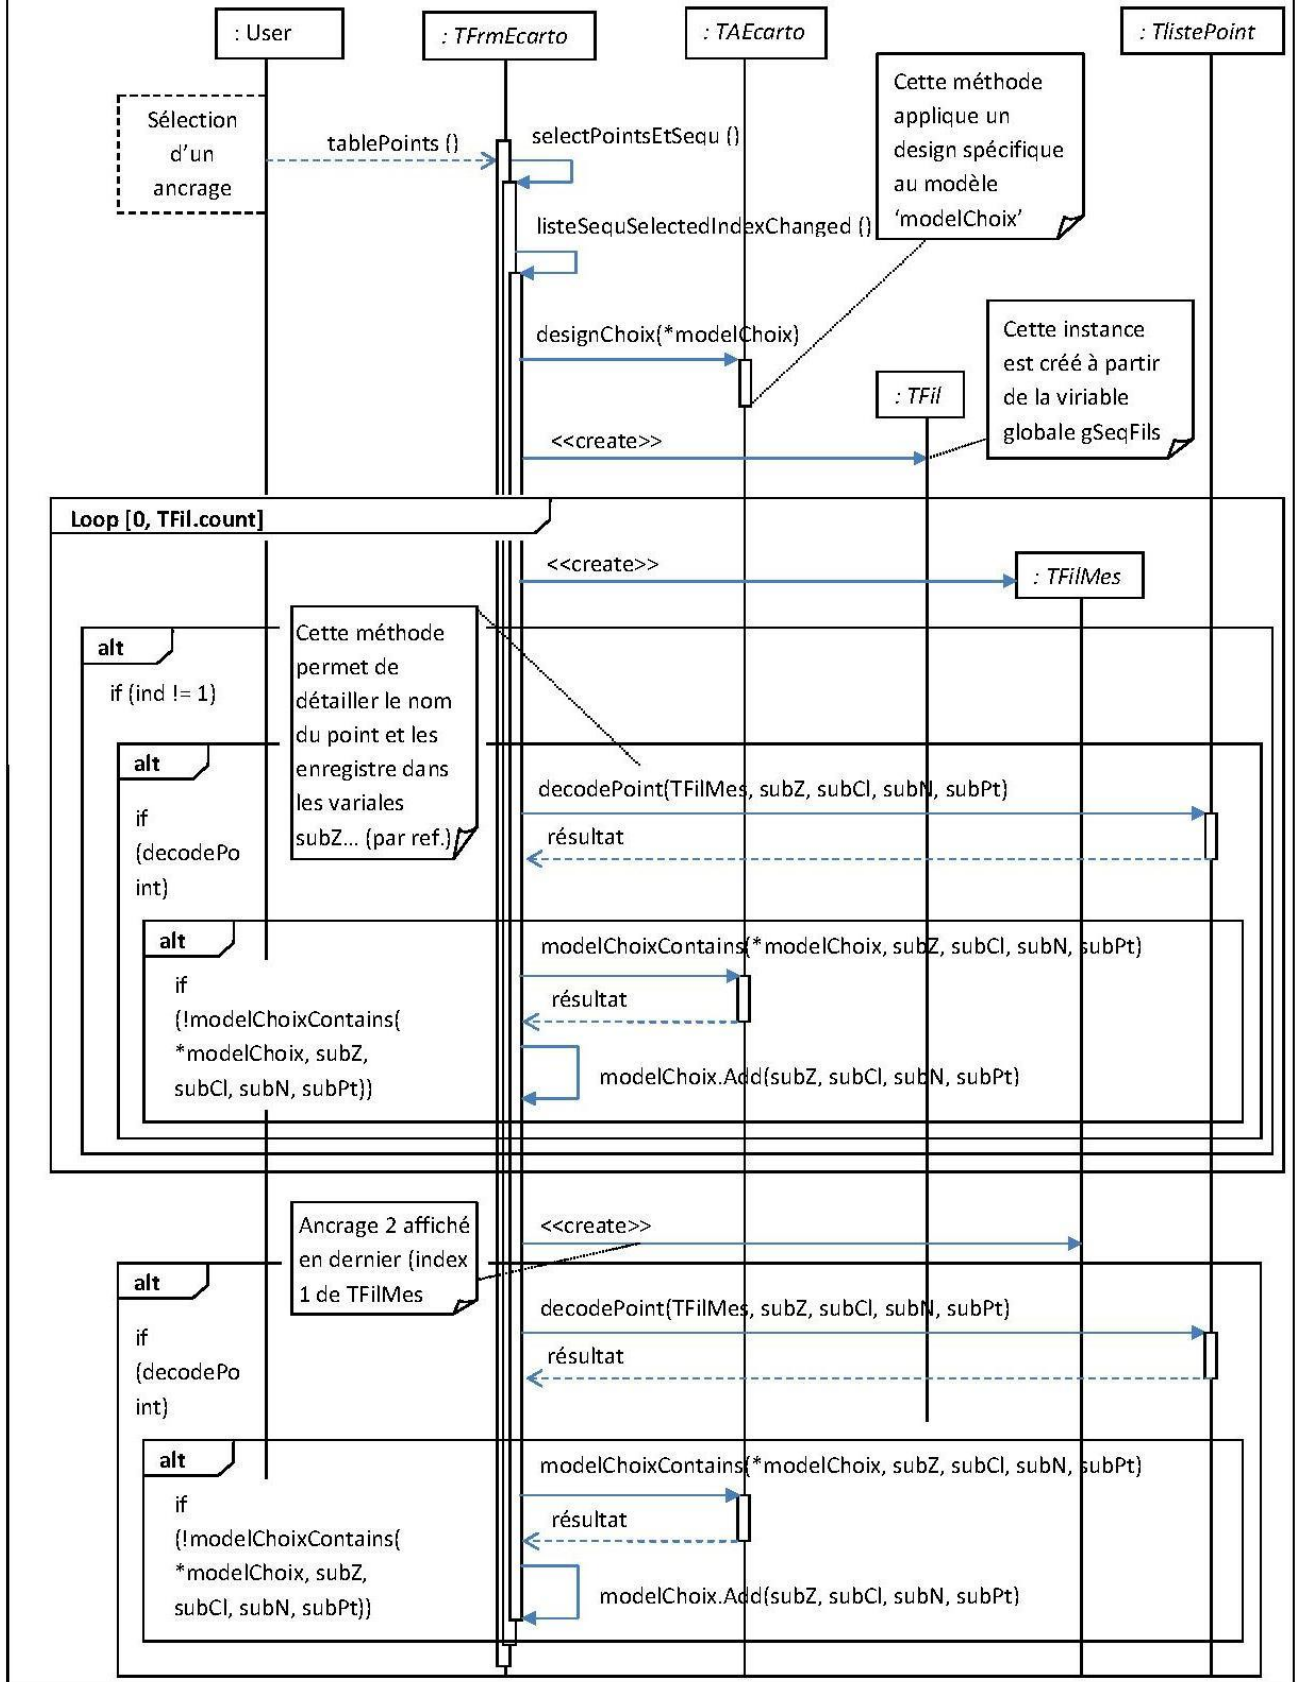 : User
: TFrmEcarto
: TAEcarto
: TlistePoint
Sélection
d'un
ancrage
tablePoints ()
selectPointsEtSequ ()
Cette méthode
applique un
design spécifique
au modèle
'modelChoix'
listeSequSelectedIndexChanged ()
designChoix(*modelChoix)
Cette instance
est créé à partir
de la viriable
globale gSeqFils
: TFil
<<create>>
Loop [0, TFil.count]
<<create>>
: TFilMes
alt
if (ind != 1)
Cette méthode
permet de
détailler le nom
du point et les
enregistre dans
les variales
subZ... (par ref.)
alt
if
(decodePo
int)
decodePoint(TFilMes, subZ, subCl, subN, subPt)
résultat
alt
if
(!modelChoixContains(
*modelChoix, subZ,
subCl, subN, subPt))
modelChoixContains(*modelChoix, subZ, subCl, subN, subPt)
résultat
modelChoix.Add(subZ, subCl, subN, subPt)
Ancrage 2 affiché
en dernier (index
1 de TFilMes
<<create>>
alt
if
(decodePo
int)
decodePoint(TFilMes, subZ, subCl, subN, subPt)
résultat
alt
if
(!modelChoixContains(
*modelChoix, subZ,
subCl, subN, subPt))
modelChoixContains(*modelChoix, subZ, subCl, subN, subPt)
résultat
modelChoix.Add(subZ, subCl, subN, subPt)